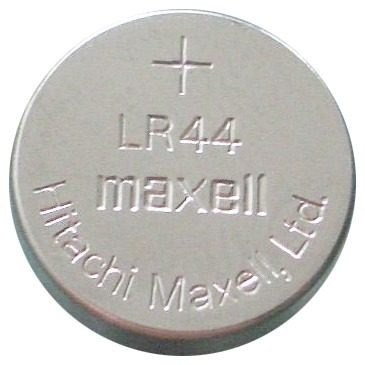 +
LR44
maxell
Hitachi Maxell, Ltd.